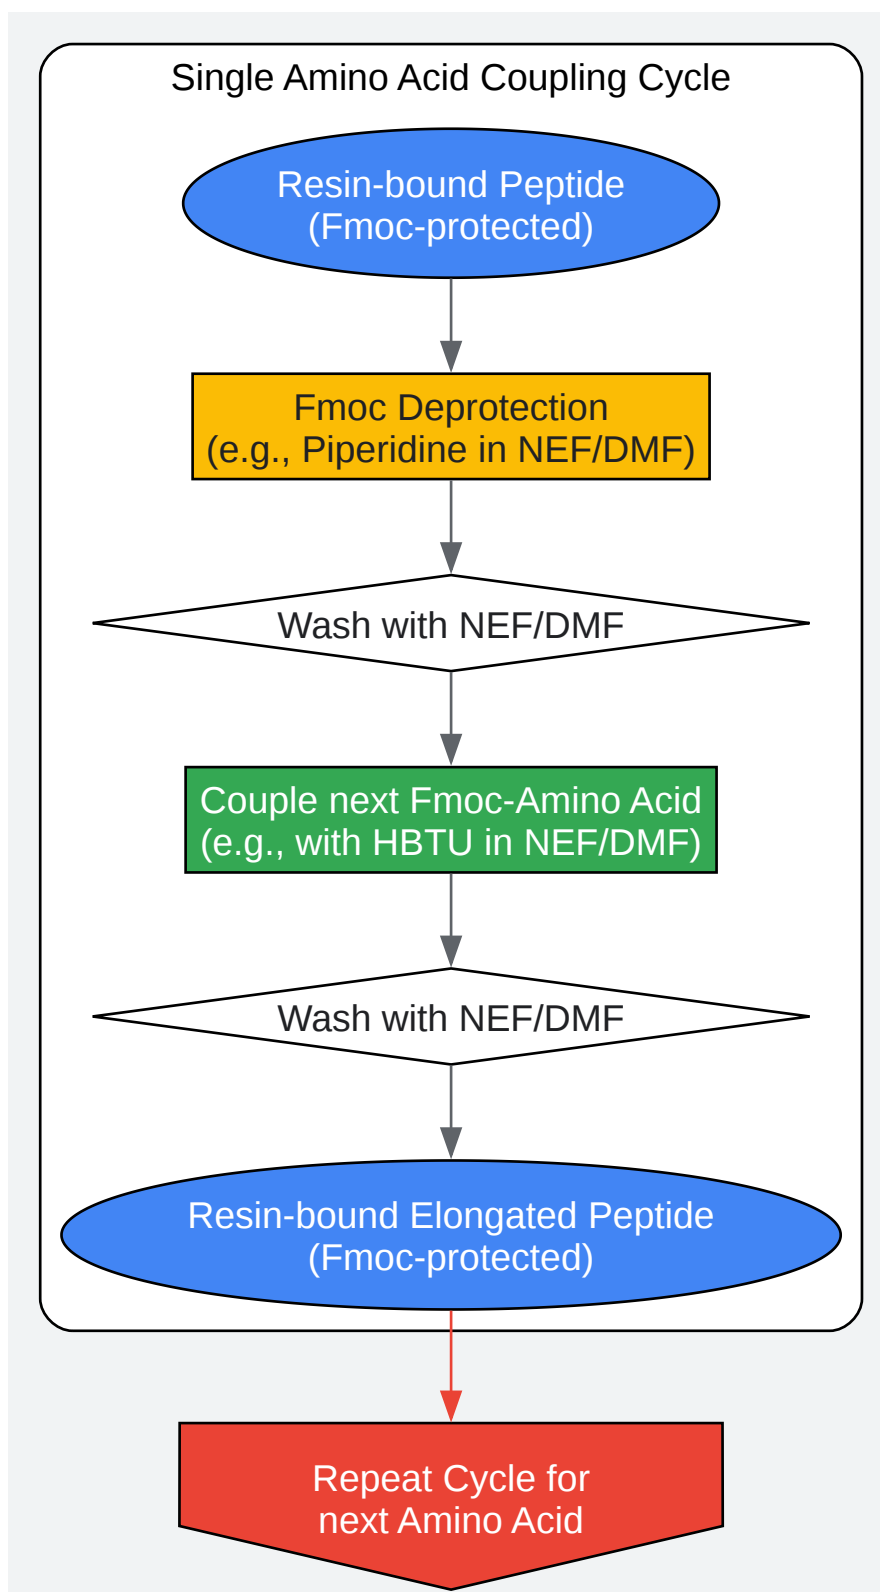 Single Amino Acid Coupling Cycle
Resin-bound Peptide
(Fmoc-protected)
Fmoc Deprotection
(e.g., Piperidine in NEF/DMF)
Wash with NEF/DMF
Couple next Fmoc-Amino Acid
(e.g., with HBTU in NEF/DMF)
Wash with NEF/DMF
Resin-bound Elongated Peptide
(Fmoc-protected)
Repeat Cycle for
next Amino Acid